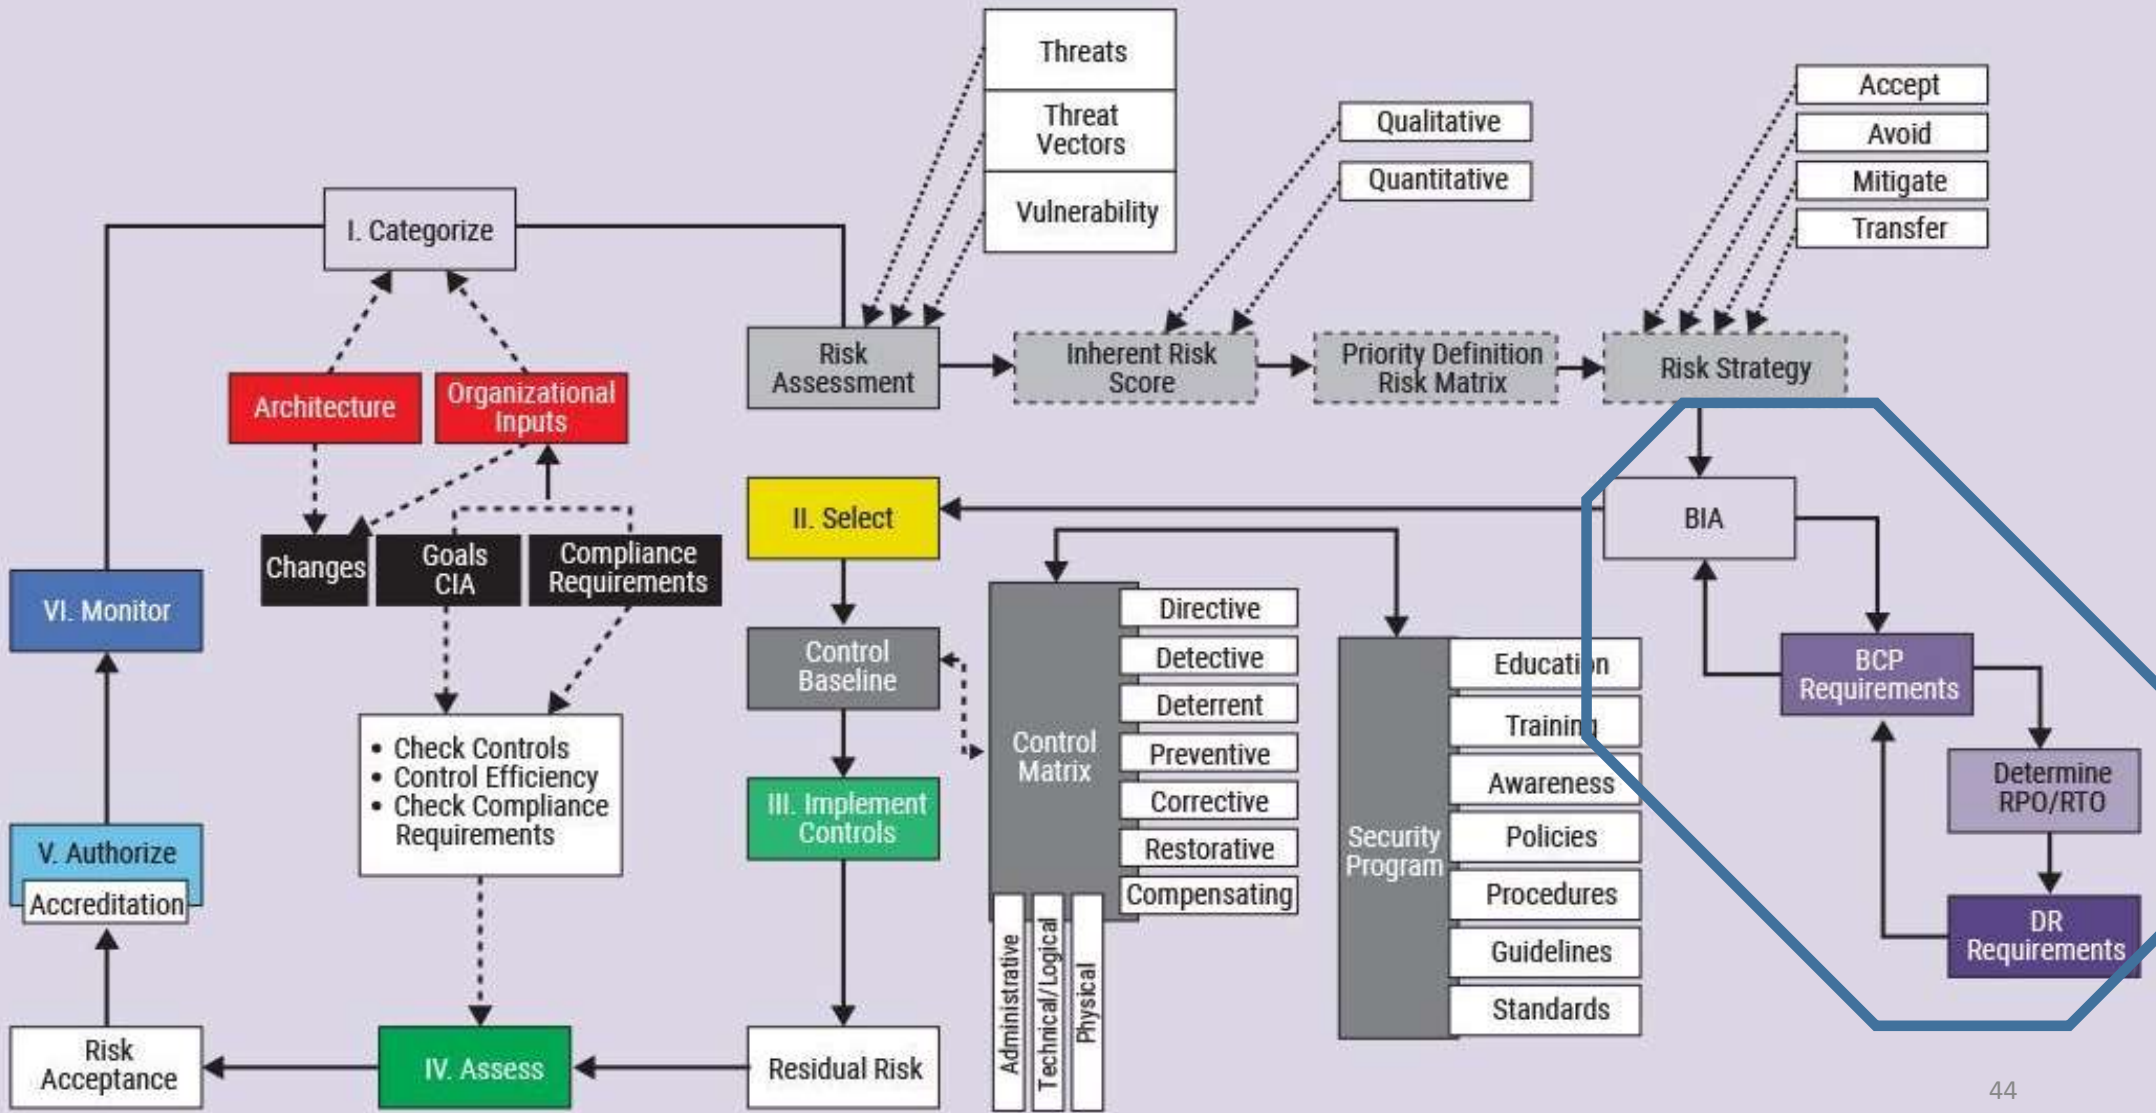 Threats
Threat
Vectors
Vulnerability
Qualitative
Quantitative
Accept
Avoid
Mitigate
Transfer
I. Categorize
Risk
Assessment
Inherent Risk
Score
Priority Definition
Risk Matrix
Risk Strategy
Architecture
Organizational
Inputs
Changes
Goals
CIA
Compliance
Requirements
II. Select
BIA
VI. Monitor
Control
Baseline
Control
Matrix
Directive
Detective
Deterrent
Preventive
Corrective
Restorative
Compensating
Administrative
Technical/Logical
Physical
Security
Program
Education
Training
Awareness
Policies
Procedures
Guidelines
Standards
BCP
Requirements
Determine
RPO/RTO
DR
Requirements
• Check Controls
• Control Efficiency
• Check Compliance
Requirements
III. Implement
Controls
V. Authorize
Accreditation
Risk
Acceptance
IV. Assess
Residual Risk
44